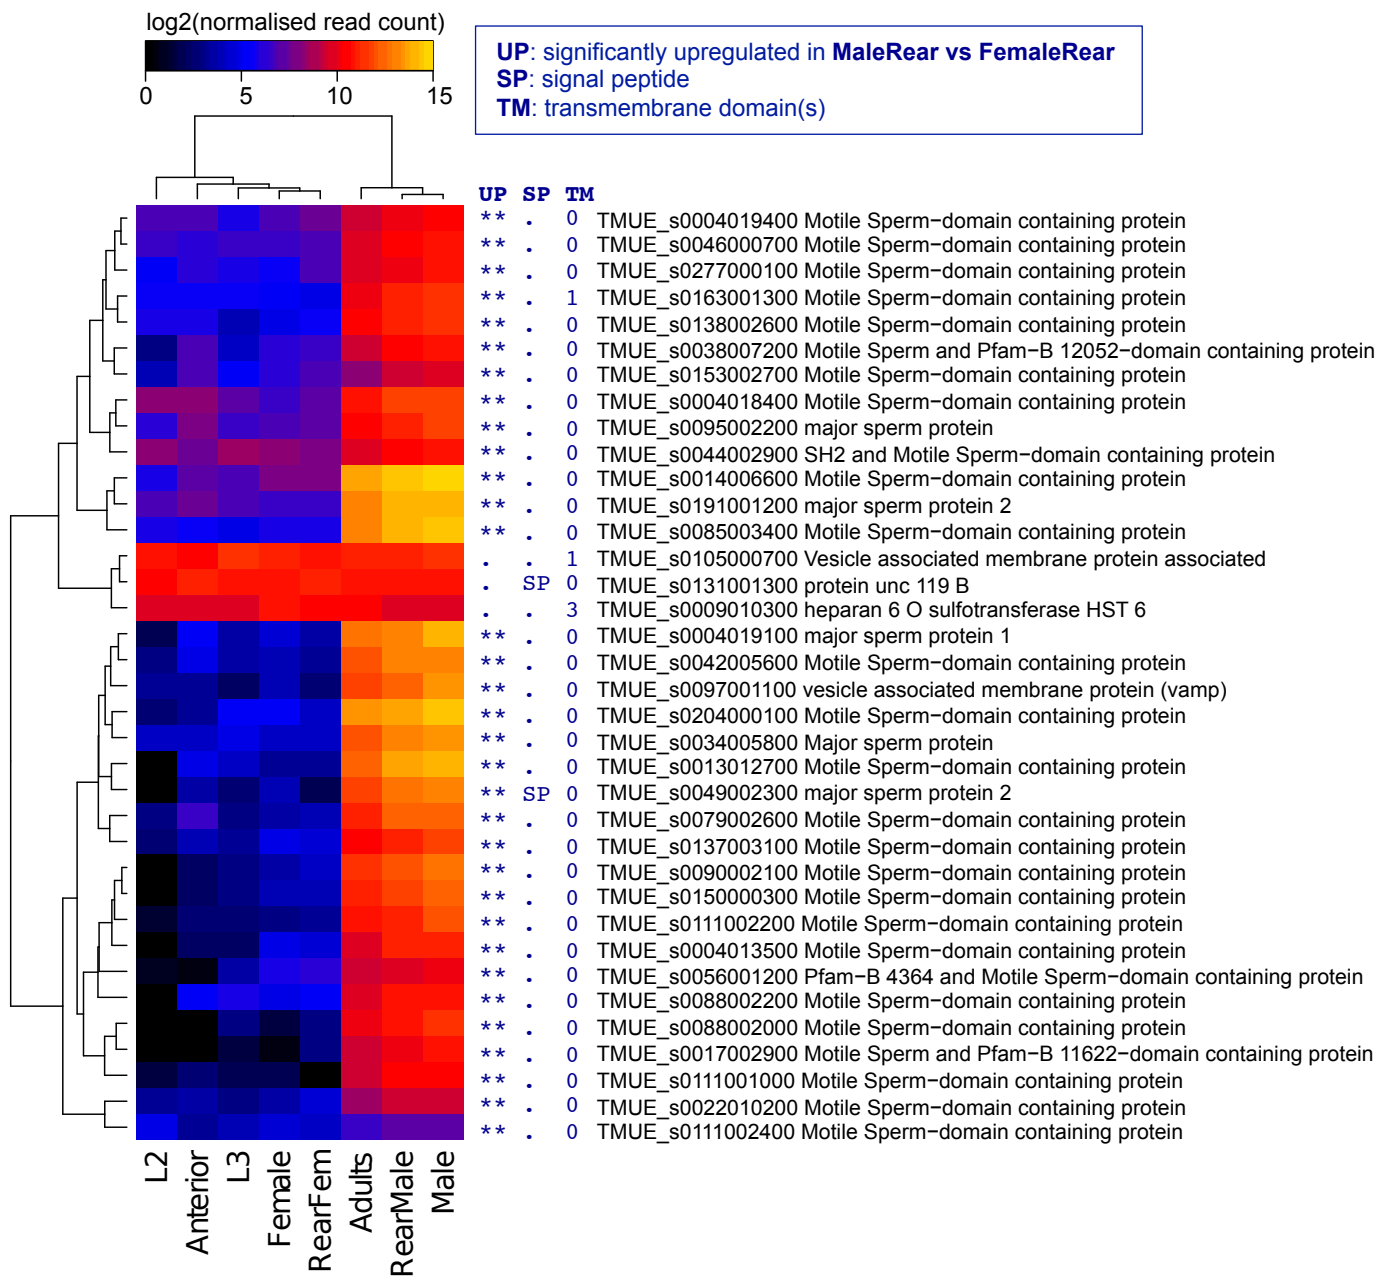 log2(normalised read count)
0 5 10 15
UP: significantly upregulated in MaleRear vs FemaleRear
SP: signal peptide
TM: transmembrane domain(s)
UP SP TM
** . 0 TMUE_s0004019400 Motile Sperm−domain containing protein
** . 0 TMUE_s0046000700 Motile Sperm−domain containing protein
** . 0 TMUE_s0277000100 Motile Sperm−domain containing protein
** . 1 TMUE_s0163001300 Motile Sperm−domain containing protein
** . 0 TMUE_s0138002600 Motile Sperm−domain containing protein
** . 0 TMUE_s0038007200 Motile Sperm and Pfam−B 12052−domain containing protein
** . 0 TMUE_s0153002700 Motile Sperm−domain containing protein
** . 0 TMUE_s0004018400 Motile Sperm−domain containing protein
** . 0 TMUE_s0095002200 major sperm protein
** . 0 TMUE_s0044002900 SH2 and Motile Sperm−domain containing protein
** . 0 TMUE_s0014006600 Motile Sperm−domain containing protein
** . 0 TMUE_s0191001200 major sperm protein 2
** . 0 TMUE_s0085003400 Motile Sperm−domain containing protein
. . 1 TMUE_s0105000700 Vesicle associated membrane protein associated
. SP 0 TMUE_s0131001300 protein unc 119 B
. . 3 TMUE_s0009010300 heparan 6 O sulfotransferase HST 6
** . 0 TMUE_s0004019100 major sperm protein 1
** . 0 TMUE_s0042005600 Motile Sperm−domain containing protein
** . 0 TMUE_s0097001100 vesicle associated membrane protein (vamp)
** . 0 TMUE_s0204000100 Motile Sperm−domain containing protein
** . 0 TMUE_s0034005800 Major sperm protein
** . 0 TMUE_s0013012700 Motile Sperm−domain containing protein
** SP 0 TMUE_s0049002300 major sperm protein 2
** . 0 TMUE_s0079002600 Motile Sperm−domain containing protein
** . 0 TMUE_s0137003100 Motile Sperm−domain containing protein
** . 0 TMUE_s0090002100 Motile Sperm−domain containing protein
** . 0 TMUE_s0150000300 Motile Sperm−domain containing protein
** . 0 TMUE_s0111002200 Motile Sperm−domain containing protein
** . 0 TMUE_s0004013500 Motile Sperm−domain containing protein
** . 0 TMUE_s0056001200 Pfam−B 4364 and Motile Sperm−domain containing protein
** . 0 TMUE_s0088002200 Motile Sperm−domain containing protein
** . 0 TMUE_s0088002000 Motile Sperm−domain containing protein
** . 0 TMUE_s0017002900 Motile Sperm and Pfam−B 11622−domain containing protein
** . 0 TMUE_s0111001000 Motile Sperm−domain containing protein
** . 0 TMUE_s0022010200 Motile Sperm−domain containing protein
** . 0 TMUE_s0111002400 Motile Sperm−domain containing protein
L2
Anterior
L3
Female
RearFem
Adults
RearMale
Male